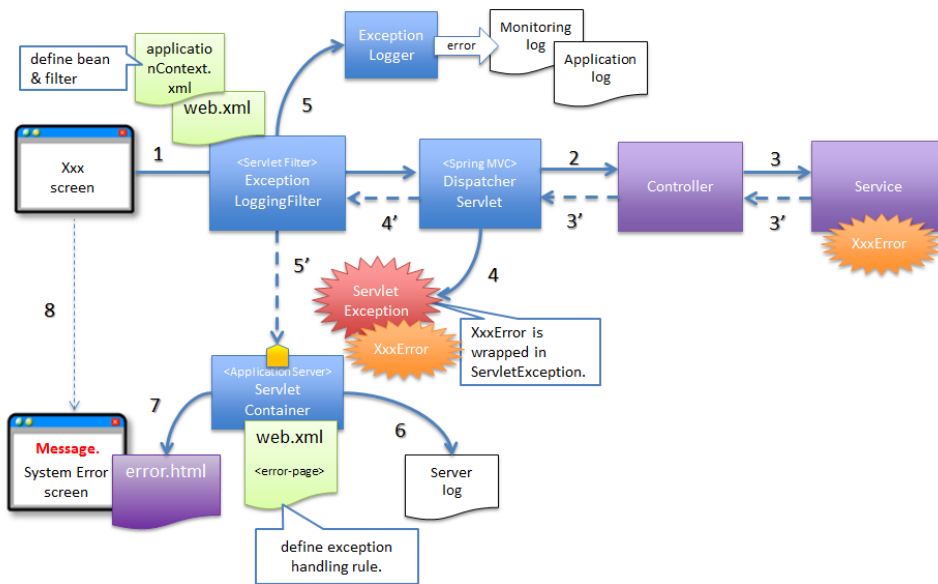 define bean
& filter
applicatio
nContext.
xml
web.xml
Exception
Logger
error
Monitoring
log
Application
log
5
Xxx
screen
1
<Servlet Filter>
Exception
LoggingFilter
<Spring MVC>
Dispatcher
Servlet
2
Controller
3
Service
4’
3’
3’
XxxError
5’
4
Servlet
Exception
XxxError
XxxError is
wrapped in
ServletException.
8
<Application Server>
Servlet
Container
7
6
web.xml
<error-page>
Message.
System Error
screen
error.html
Server
log
define exception
handling rule.